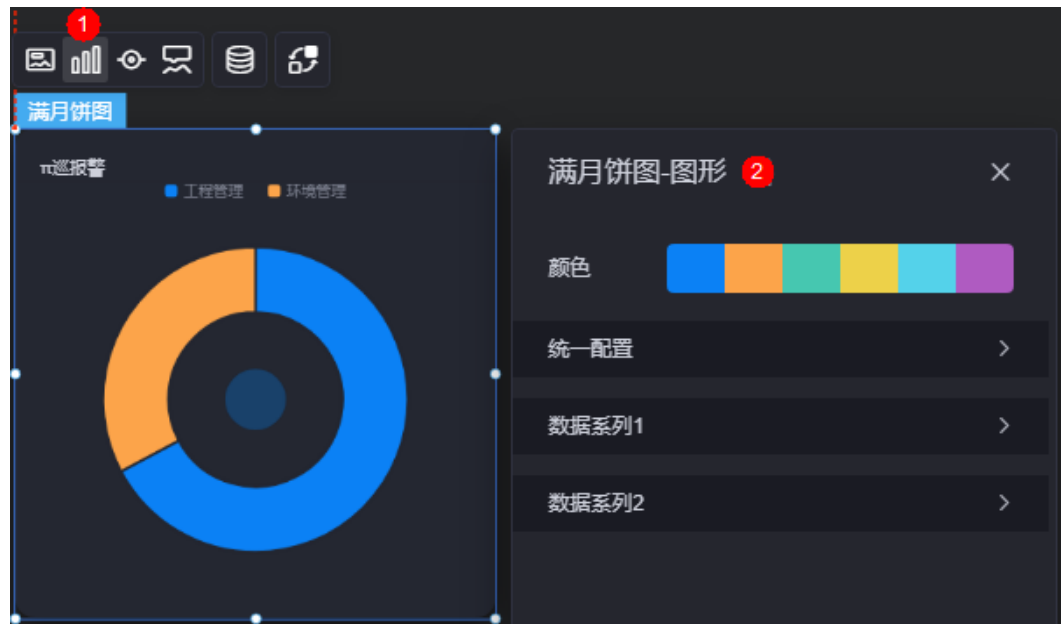 1
满月饼图
π巡报警
工程管理 环境管理
满月饼图-图形 2
颜色
统一配置
数据系列1
数据系列2